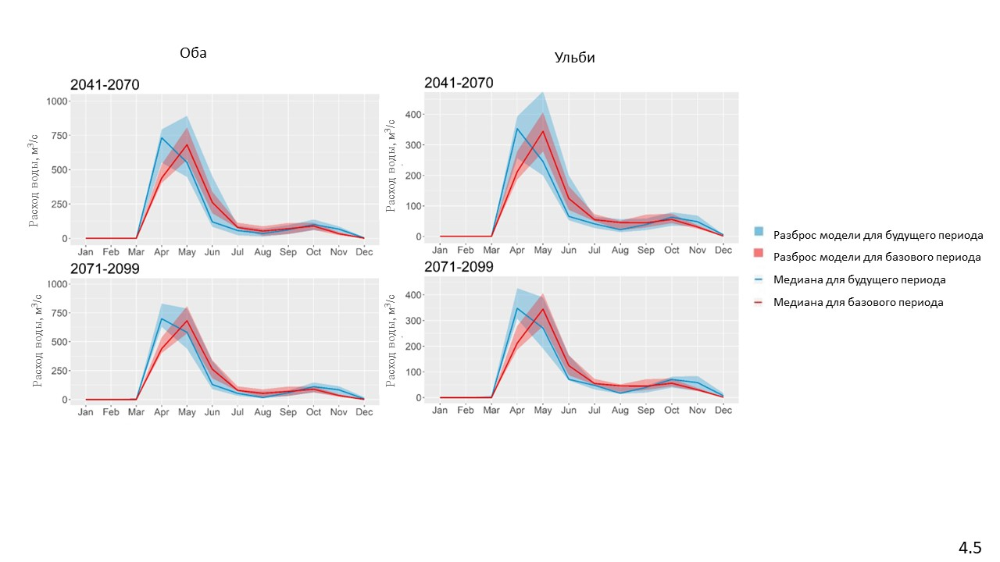 Оба
Ульби
2041-2070
1000
750
500
250
0
Расход воды, м³/с
Jan Feb Mar Apr May Jun Jul Aug Sep Oct Nov Dec
2041-2070
400
300
200
100
0
Расход воды, м³/с
Jan Feb Mar Apr May Jun Jul Aug Sep Oct Nov Dec
2071-2099
1000
750
500
250
0
Расход воды, м³/с
Jan Feb Mar Apr May Jun Jul Aug Sep Oct Nov Dec
2071-2099
400
300
200
100
0
Расход воды, м³/с
Jan Feb Mar Apr May Jun Jul Aug Sep Oct Nov Dec
Разброс модели для будущего периода
Разброс модели для базового периода
Медиана для будущего периода
Медиана для базового периода
4.5